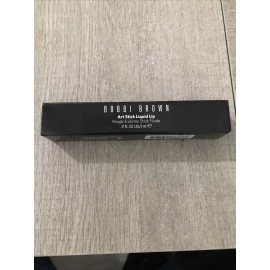 BOBBI BROWN
Art Stick Liquid Lip
Rouge à Lèvres Stick Fluide